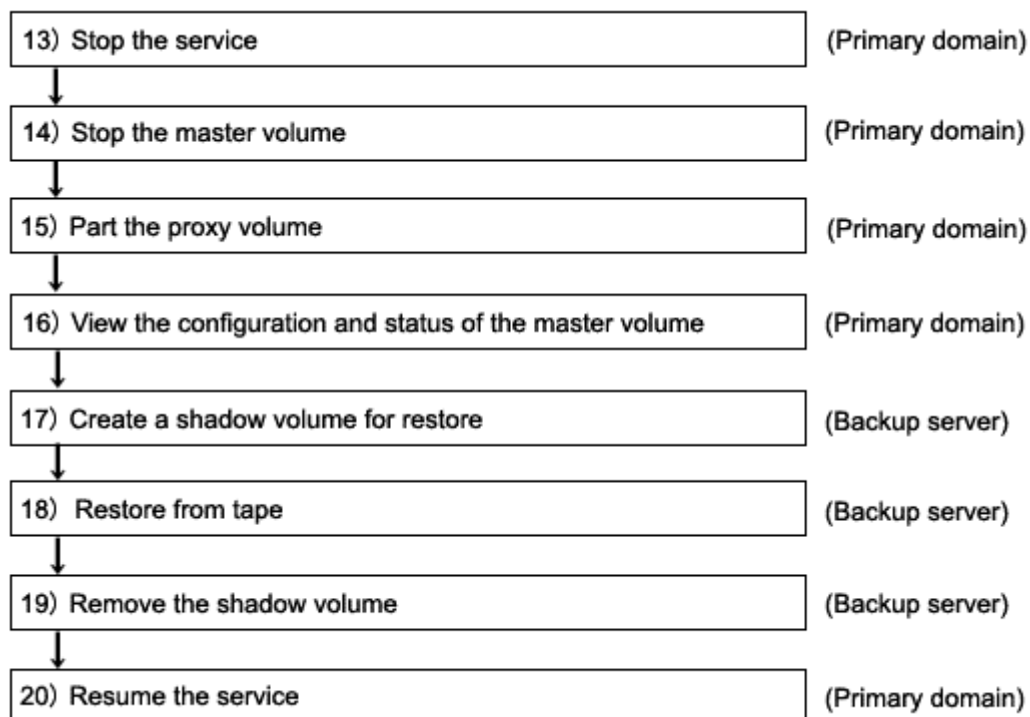 13) Stop the service (Primary domain)
14) Stop the master volume (Primary domain)
15) Part the proxy volume (Primary domain)
16) View the configuration and status of the master volume (Primary domain)
17) Create a shadow volume for restore (Backup server)
18) Restore from tape (Backup server)
19) Remove the shadow volume (Backup server)
20) Resume the service (Primary domain)